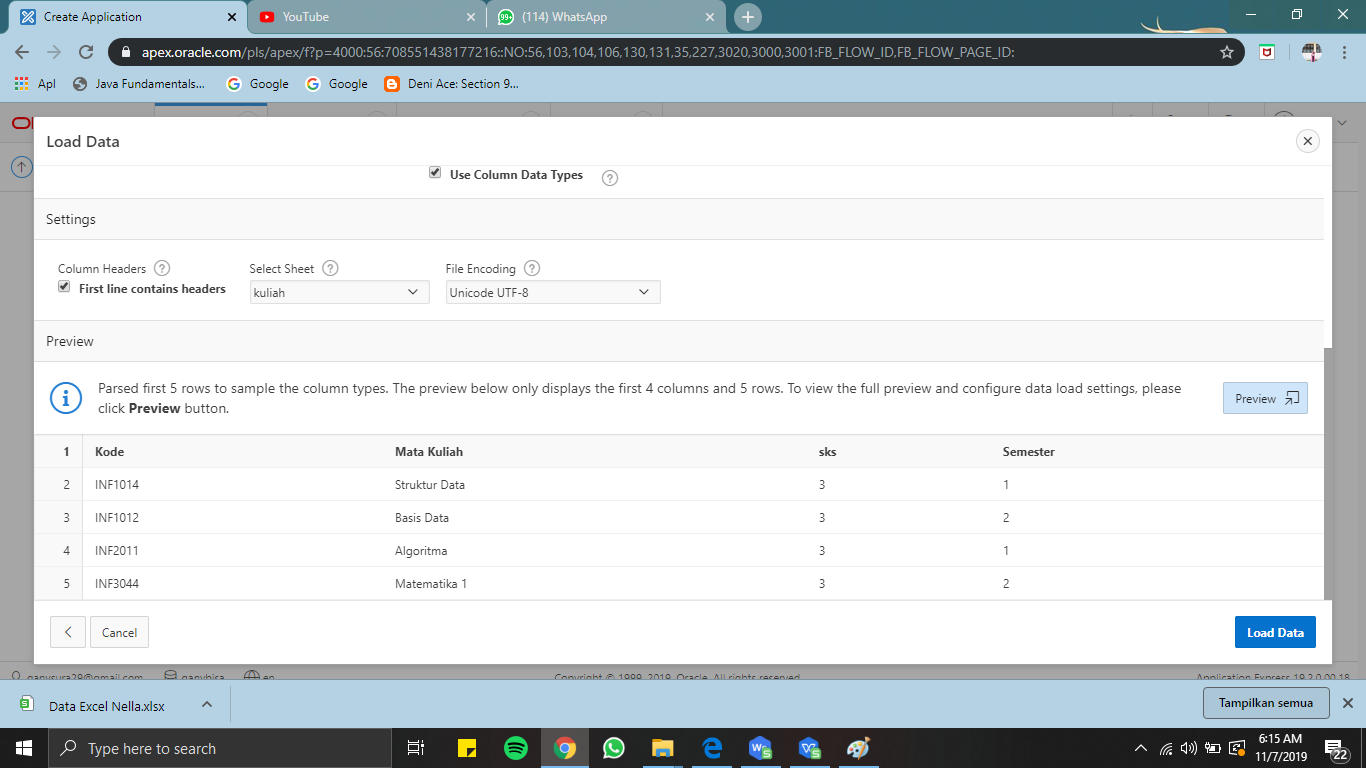 Create Application
YouTube
99+
(114) WhatsApp
apex.oracle.com/pls/apex/f?p=4000:56:708551438177216::NO:56,103,104,106,130,131,35,227,3020,3000,3001:FB_FLOW_ID,FB_FLOW_PAGE_ID:
Apl
Java Fundamentals...
Google
Google
Deni Ace: Section 9...
Load Data
Use Column Data Types
Settings
Column Headers
Select Sheet
File Encoding
First line contains headers
kuliah
Unicode UTF-8
Preview
Parsed first 5 rows to sample the column types. The preview below only displays the first 4 columns and 5 rows. To view the full preview and configure data load settings, please
click Preview button.
Preview
1 Kode Mata Kuliah sks Semester
2 INF1014 Struktur Data 3 1
3 INF1012 Basis Data 3 2
4 INF2011 Algoritma 3 1
5 INF3044 Matematika 1 3 2
Cancel
Load Data
ganysura29@gmail.com
ganyhisa
en
Copyright © 1999, 2019, Oracle. All rights reserved.
Application Express 19.2.0.00.18
Data Excel Nella.xlsx
Tampilkan semua
Type here to search
6:15 AM
11/7/2019
22